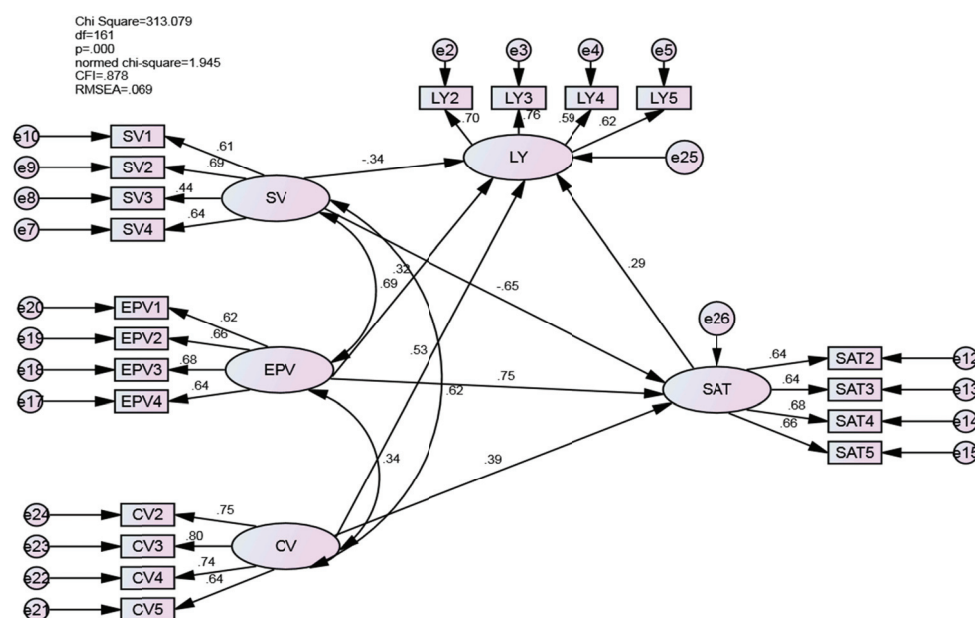 Chi Square=313.079
df=161
p=.000
normed chi-square=1.945
CFI=.878
RMSEA=.069
e2
e3
e4
e5
LY2
LY3
LY4
LY5
.70
.76
.59
.62
LY
e25
e10
SV1
.61
e9
SV2
.69
e8
SV3
.44
e7
SV4
.64
SV
-.34
.32
.69
-.65
.29
e26
e20
EPV1
.62
e19
EPV2
.66
e18
EPV3
.68
e17
EPV4
.64
EPV
.53
.75
.62
SAT
.64
SAT2
e12
.64
SAT3
e13
.68
SAT4
e14
.66
SAT5
e15
.34
.39
e24
CV2
.75
e23
CV3
.80
e22
CV4
.74
e21
CV5
.64
CV